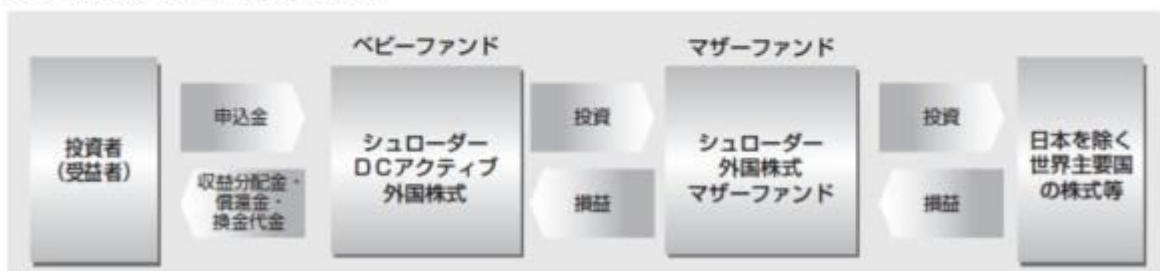 ベビーファンド
マザーファンド
投資者
(受益者)
申込金
収益分配金・
償還金・
換金代金
シュローダー
DCアクティブ
外国株式
投資
損益
シュローダー
外国株式
マザーファンド
投資
損益
日本を除く
世界主要国
の株式等